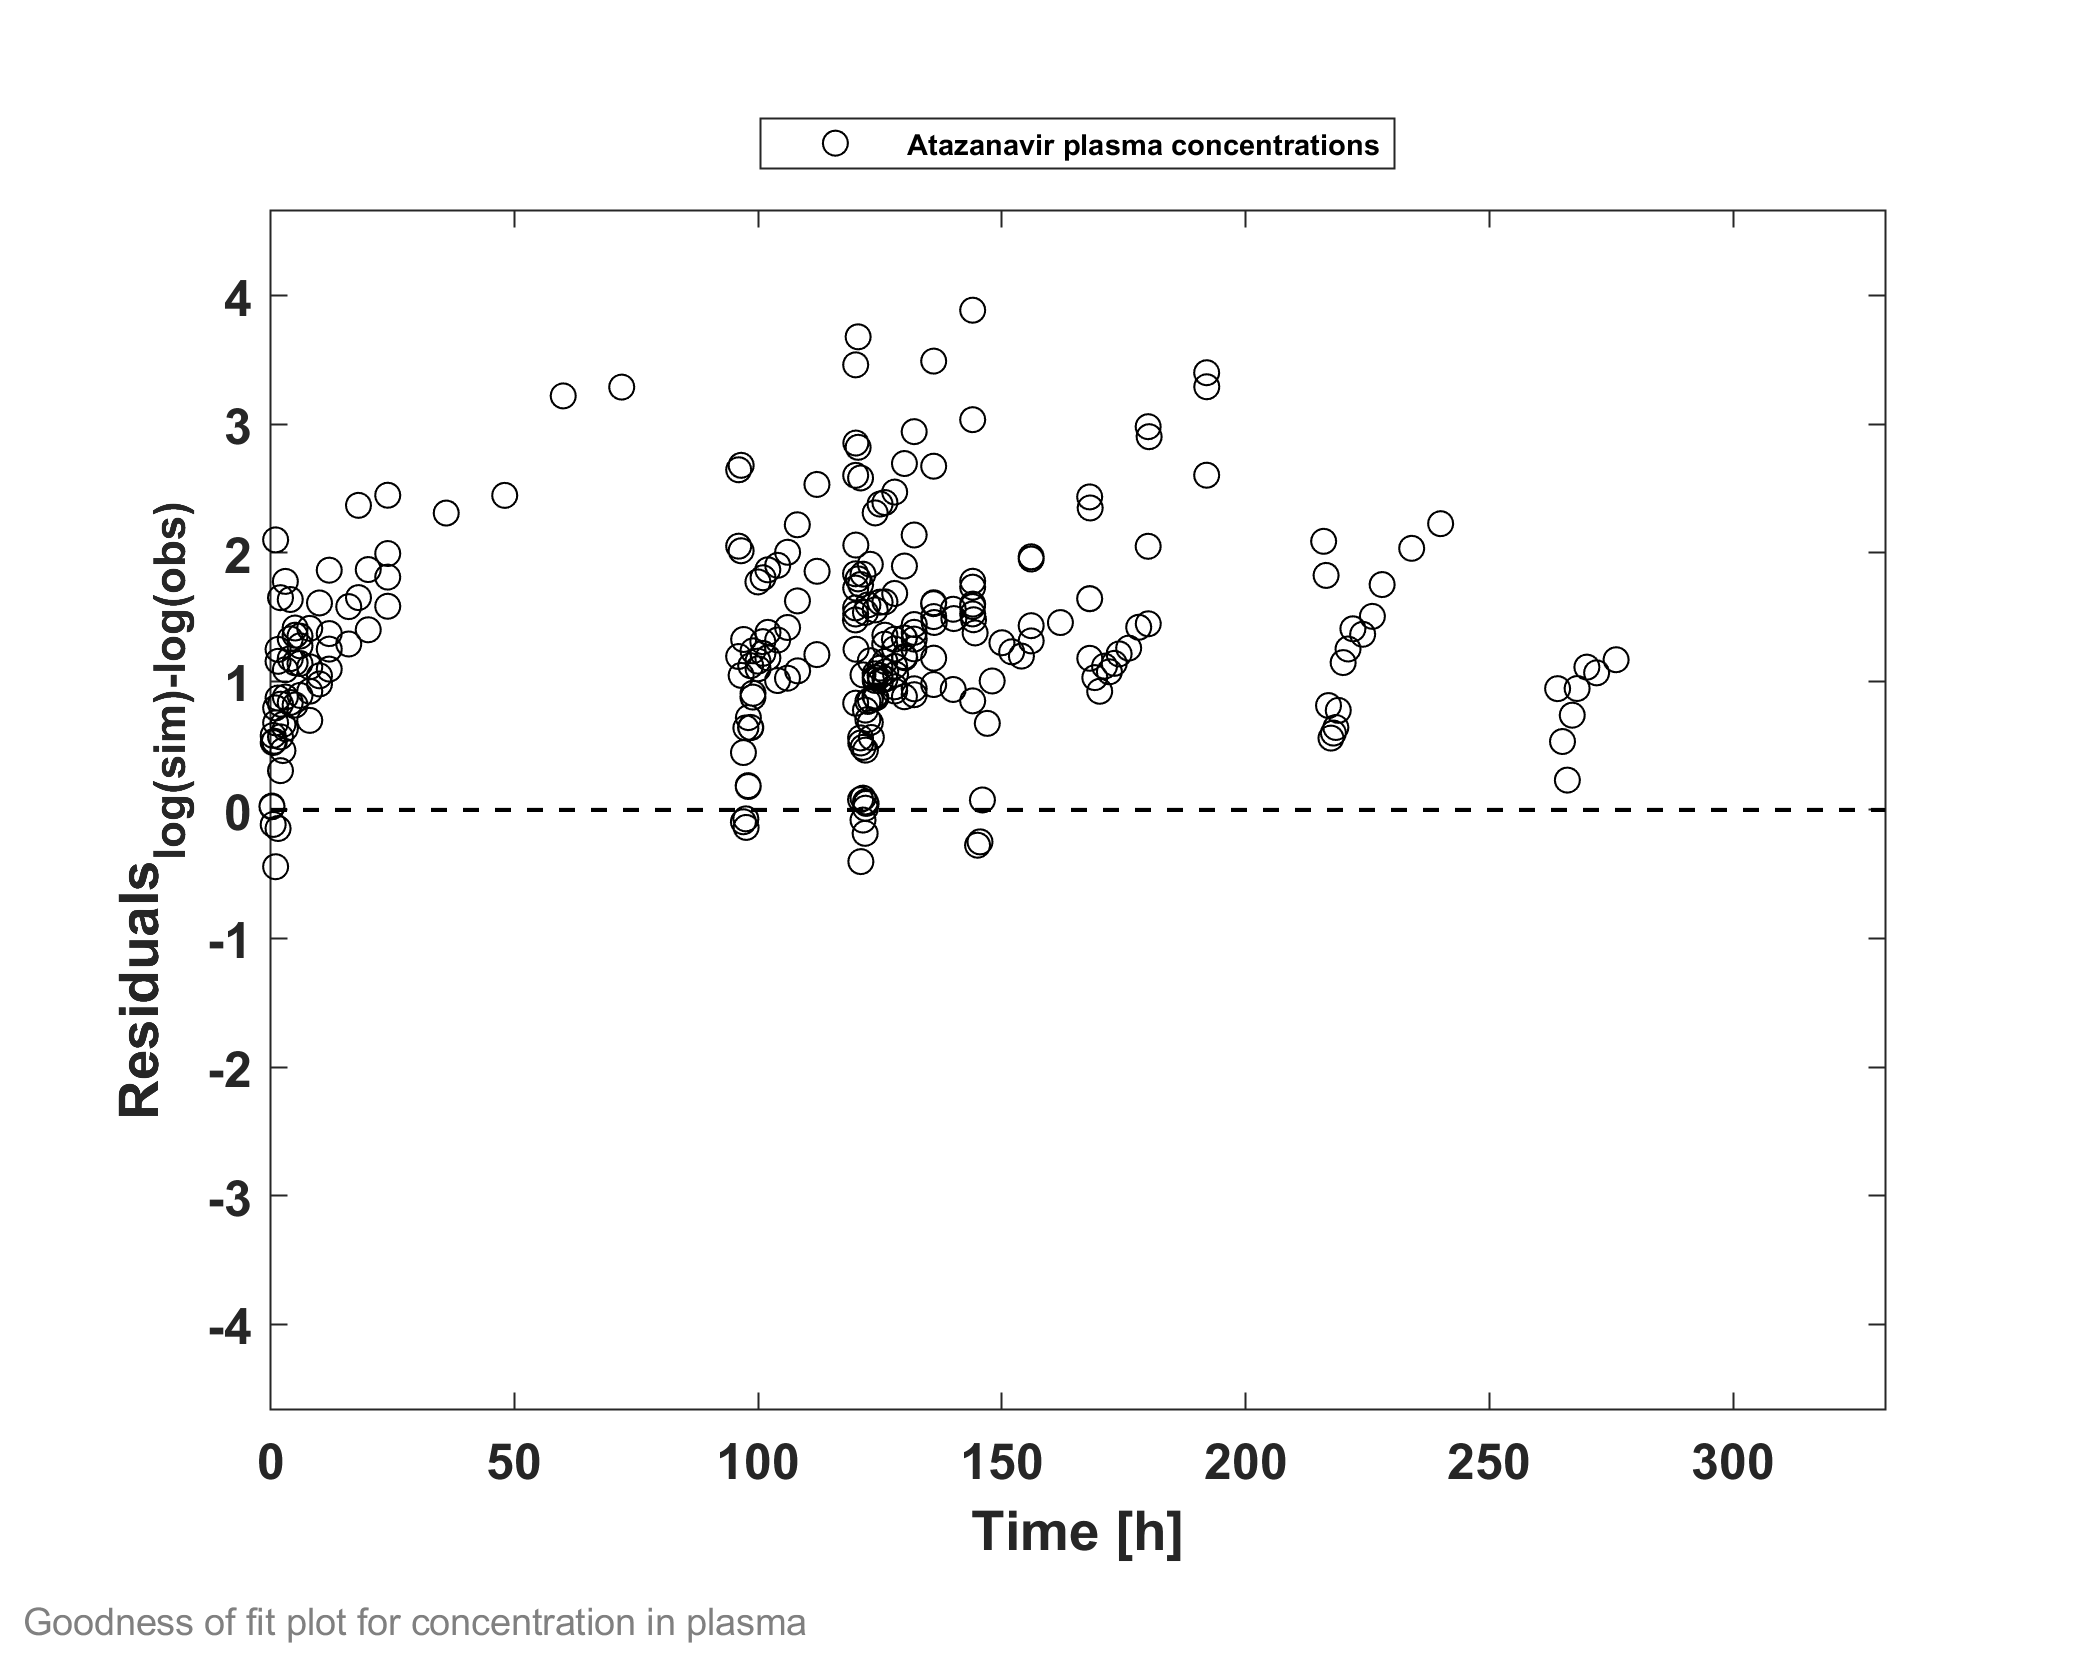 Atazanavir plasma concentrations
4
3
2
1
0
-1
-2
-3
-4
Residuals log(sim)-log(obs)
0 50 100 150 200 250 300
Time [h]
Goodness of fit plot for concentration in plasma